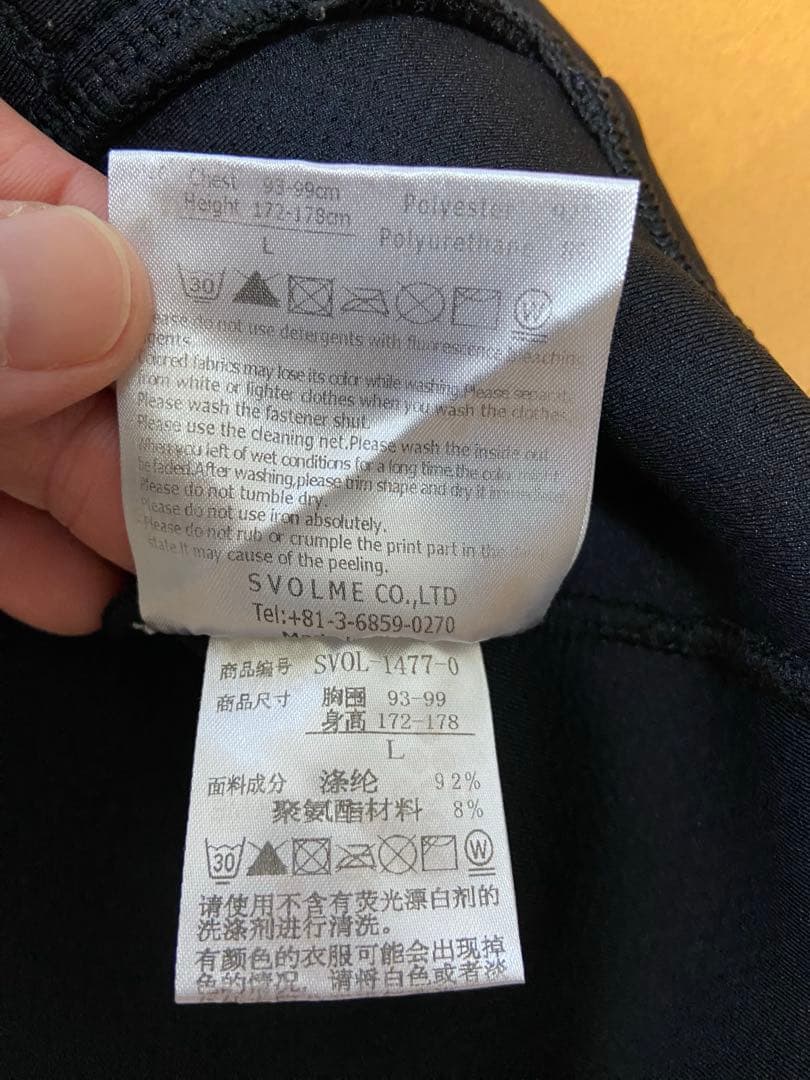 Chest 93-99cm
Height 172-178cm
L
Polyester 92%
Polyurethane 8%
30
W
do not use detergents with fluorescence bleaching
agents
Colored fabrics may lose its color while washing.Please
from white or lighter clothes when you wash the clothes.
Please wash the fastener shut.
Please use the cleaning net.Please wash the inside out.
When you left of wet conditions for a long time,the color
be faded.After washing,please trim shape and dry it
Please do not tumble dry.
Please do not use iron absolutely.
Please do not rub or crumple the print part in the
state.It may cause of the peeling.
SVOLME CO.,LTD
Tel:+81-3-6859-0270
商品编号 SVOL-1477-0
商品尺寸 胸围 93-99
身高 172-178
L
面料成分 涤纶 92%
聚氨酯材料 8%
30
W
请使用不含有荧光漂白剂的
洗涤剂进行清洗。
有颜色的衣服可能会出现掉
色的情况，请将白色或者淡